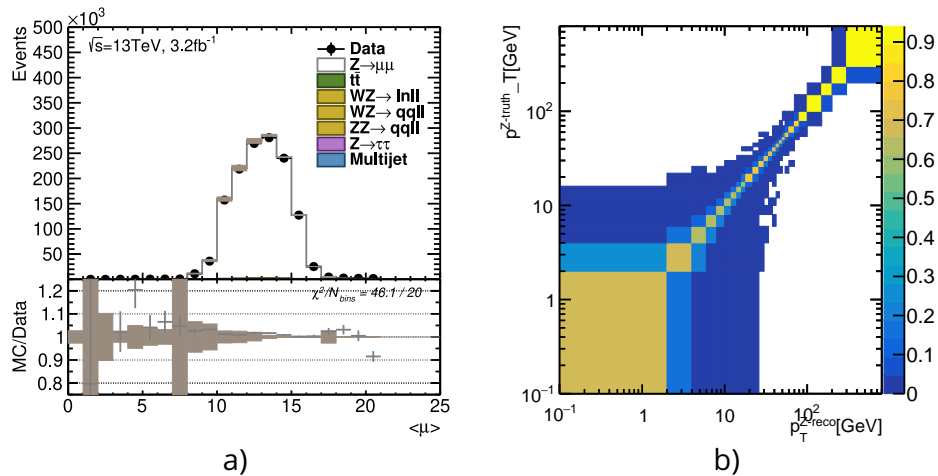 ×10³
Events
500
450
400
350
300
250
200
150
100
50
√s=13TeV, 3.2fb⁻¹
Data
Z→μμ
tt̄
WZ→ lnll
WZ→ qqll
ZZ→ qqll
Z→ττ
Multijet
MC/Data
1.2
1.1
1
0.9
0.8
χ²/N_bins = 46.1 / 20
0 5 10 15 20 25
<μ>
a)
p^Z-truth_T[GeV]
10²
10
1
10⁻¹
10⁻¹ 1 10 10²
p_T^Z-reco[GeV]
0.9
0.8
0.7
0.6
0.5
0.4
0.3
0.2
0.1
0
b)